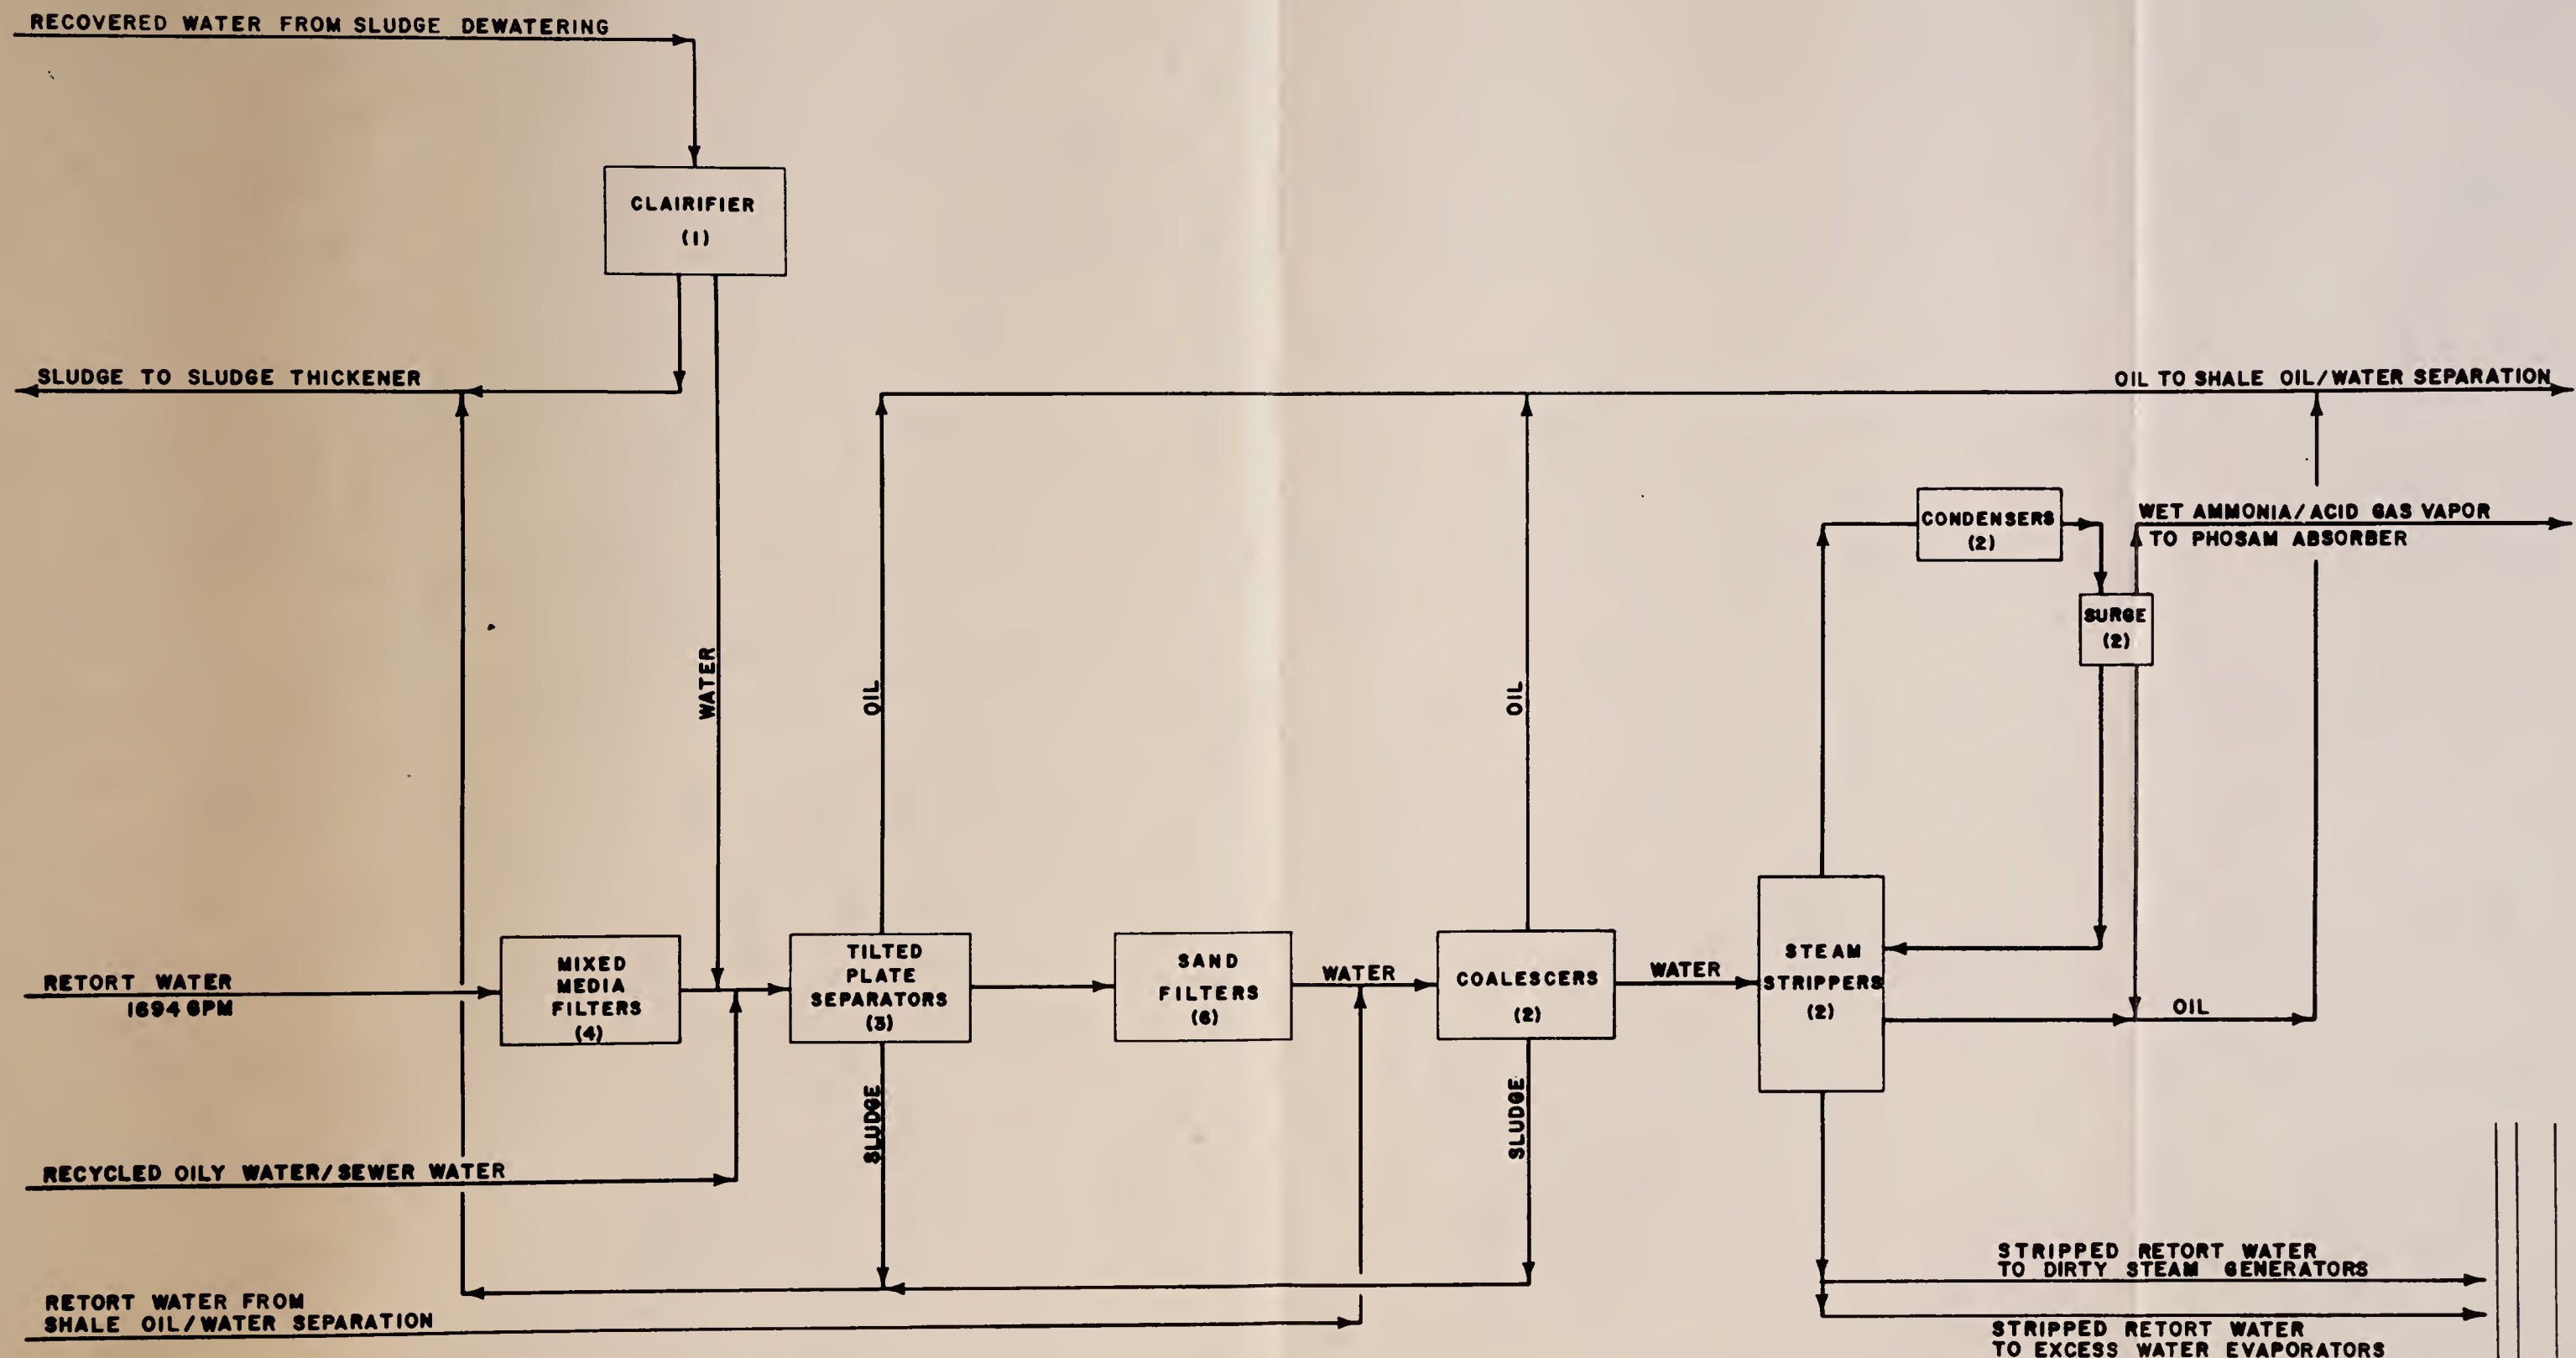 RECOVERED WATER FROM SLUDGE DEWATERING
CLAIRIFIER
(1)
SLUDGE TO SLUDGE THICKENER
OIL TO SHALE OIL/WATER SEPARATION
CONDENSERS
(2)
WET AMMONIA/ACID GAS VAPOR
TO PHOSAM ABSORBER
SURGE
(2)
WATER
OIL
OIL
RETORT WATER
1694 GPM
MIXED
MEDIA
FILTERS
(4)
TILTED
PLATE
SEPARATORS
(3)
SAND
FILTERS
(6)
WATER
COALESCERS
(2)
WATER
STEAM
STRIPPERS
(2)
OIL
SLUDGE
SLUDGE
RECYCLED OILY WATER/SEWER WATER
RETORT WATER FROM
SHALE OIL/WATER SEPARATION
STRIPPED RETORT WATER
TO DIRTY STEAM GENERATORS
STRIPPED RETORT WATER
TO EXCESS WATER EVAPORATORS